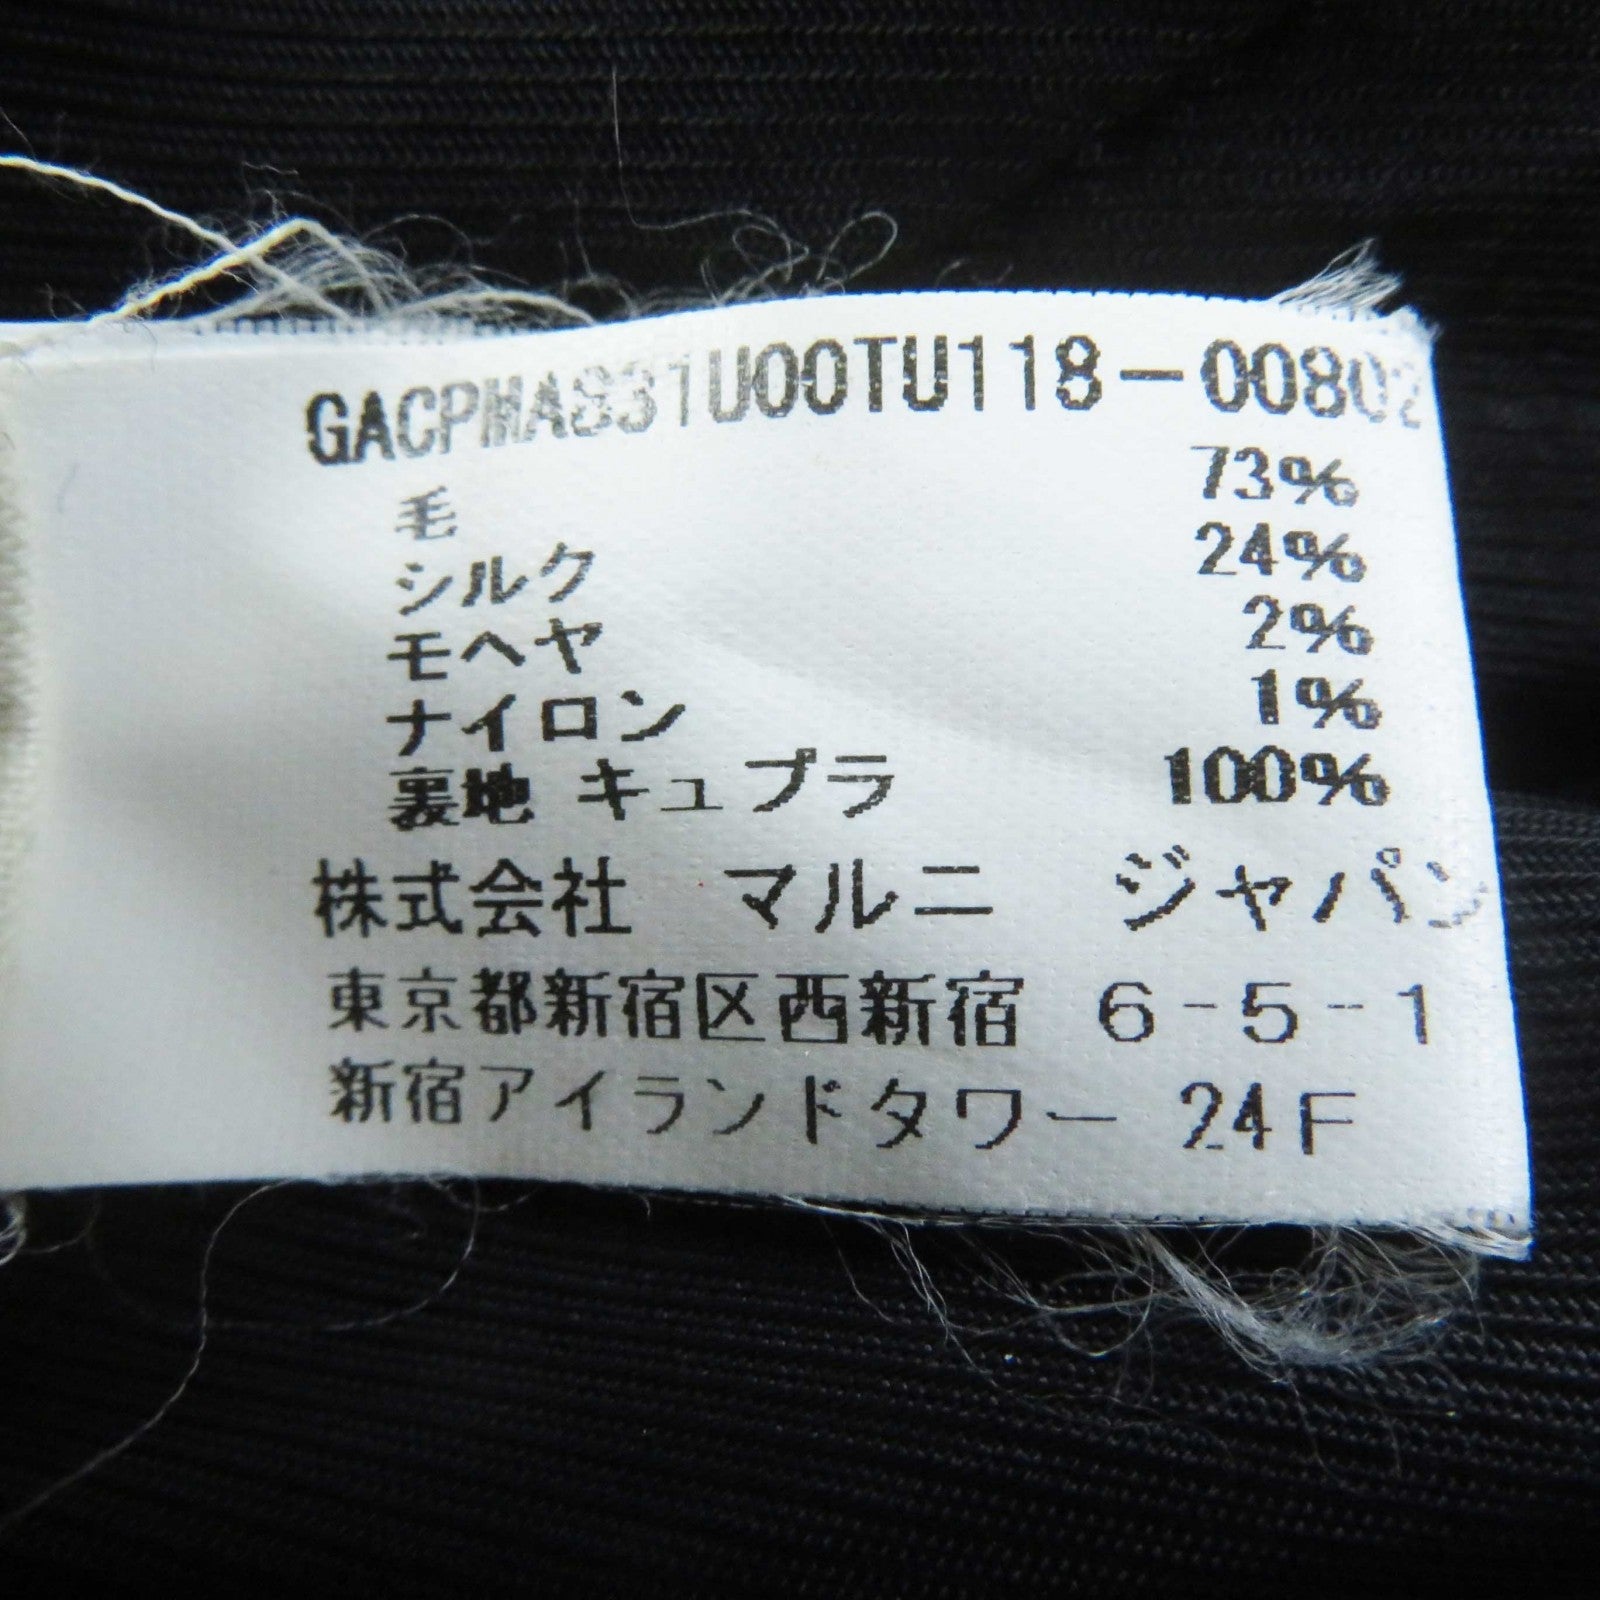 GACPMAS31U00TU118-00802
毛 73%
シルク 24%
モヘヤ 2%
ナイロン 1%
裏地 キュプラ 100%
株式会社 マルニ ジャパン
東京都新宿区西新宿 6-5-1
新宿アイランドタワー 24F